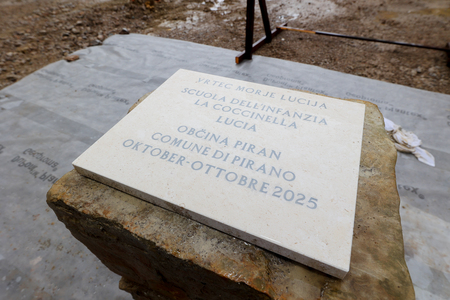 VRTEC MORJE LUCIJA
SCUOLA DELL'INFANZIA
LA COCCINELLA
LUCIA
OBČINA PIRAN
COMUNE DI PIRANO
OKTOBER-OTTOBRE 2025